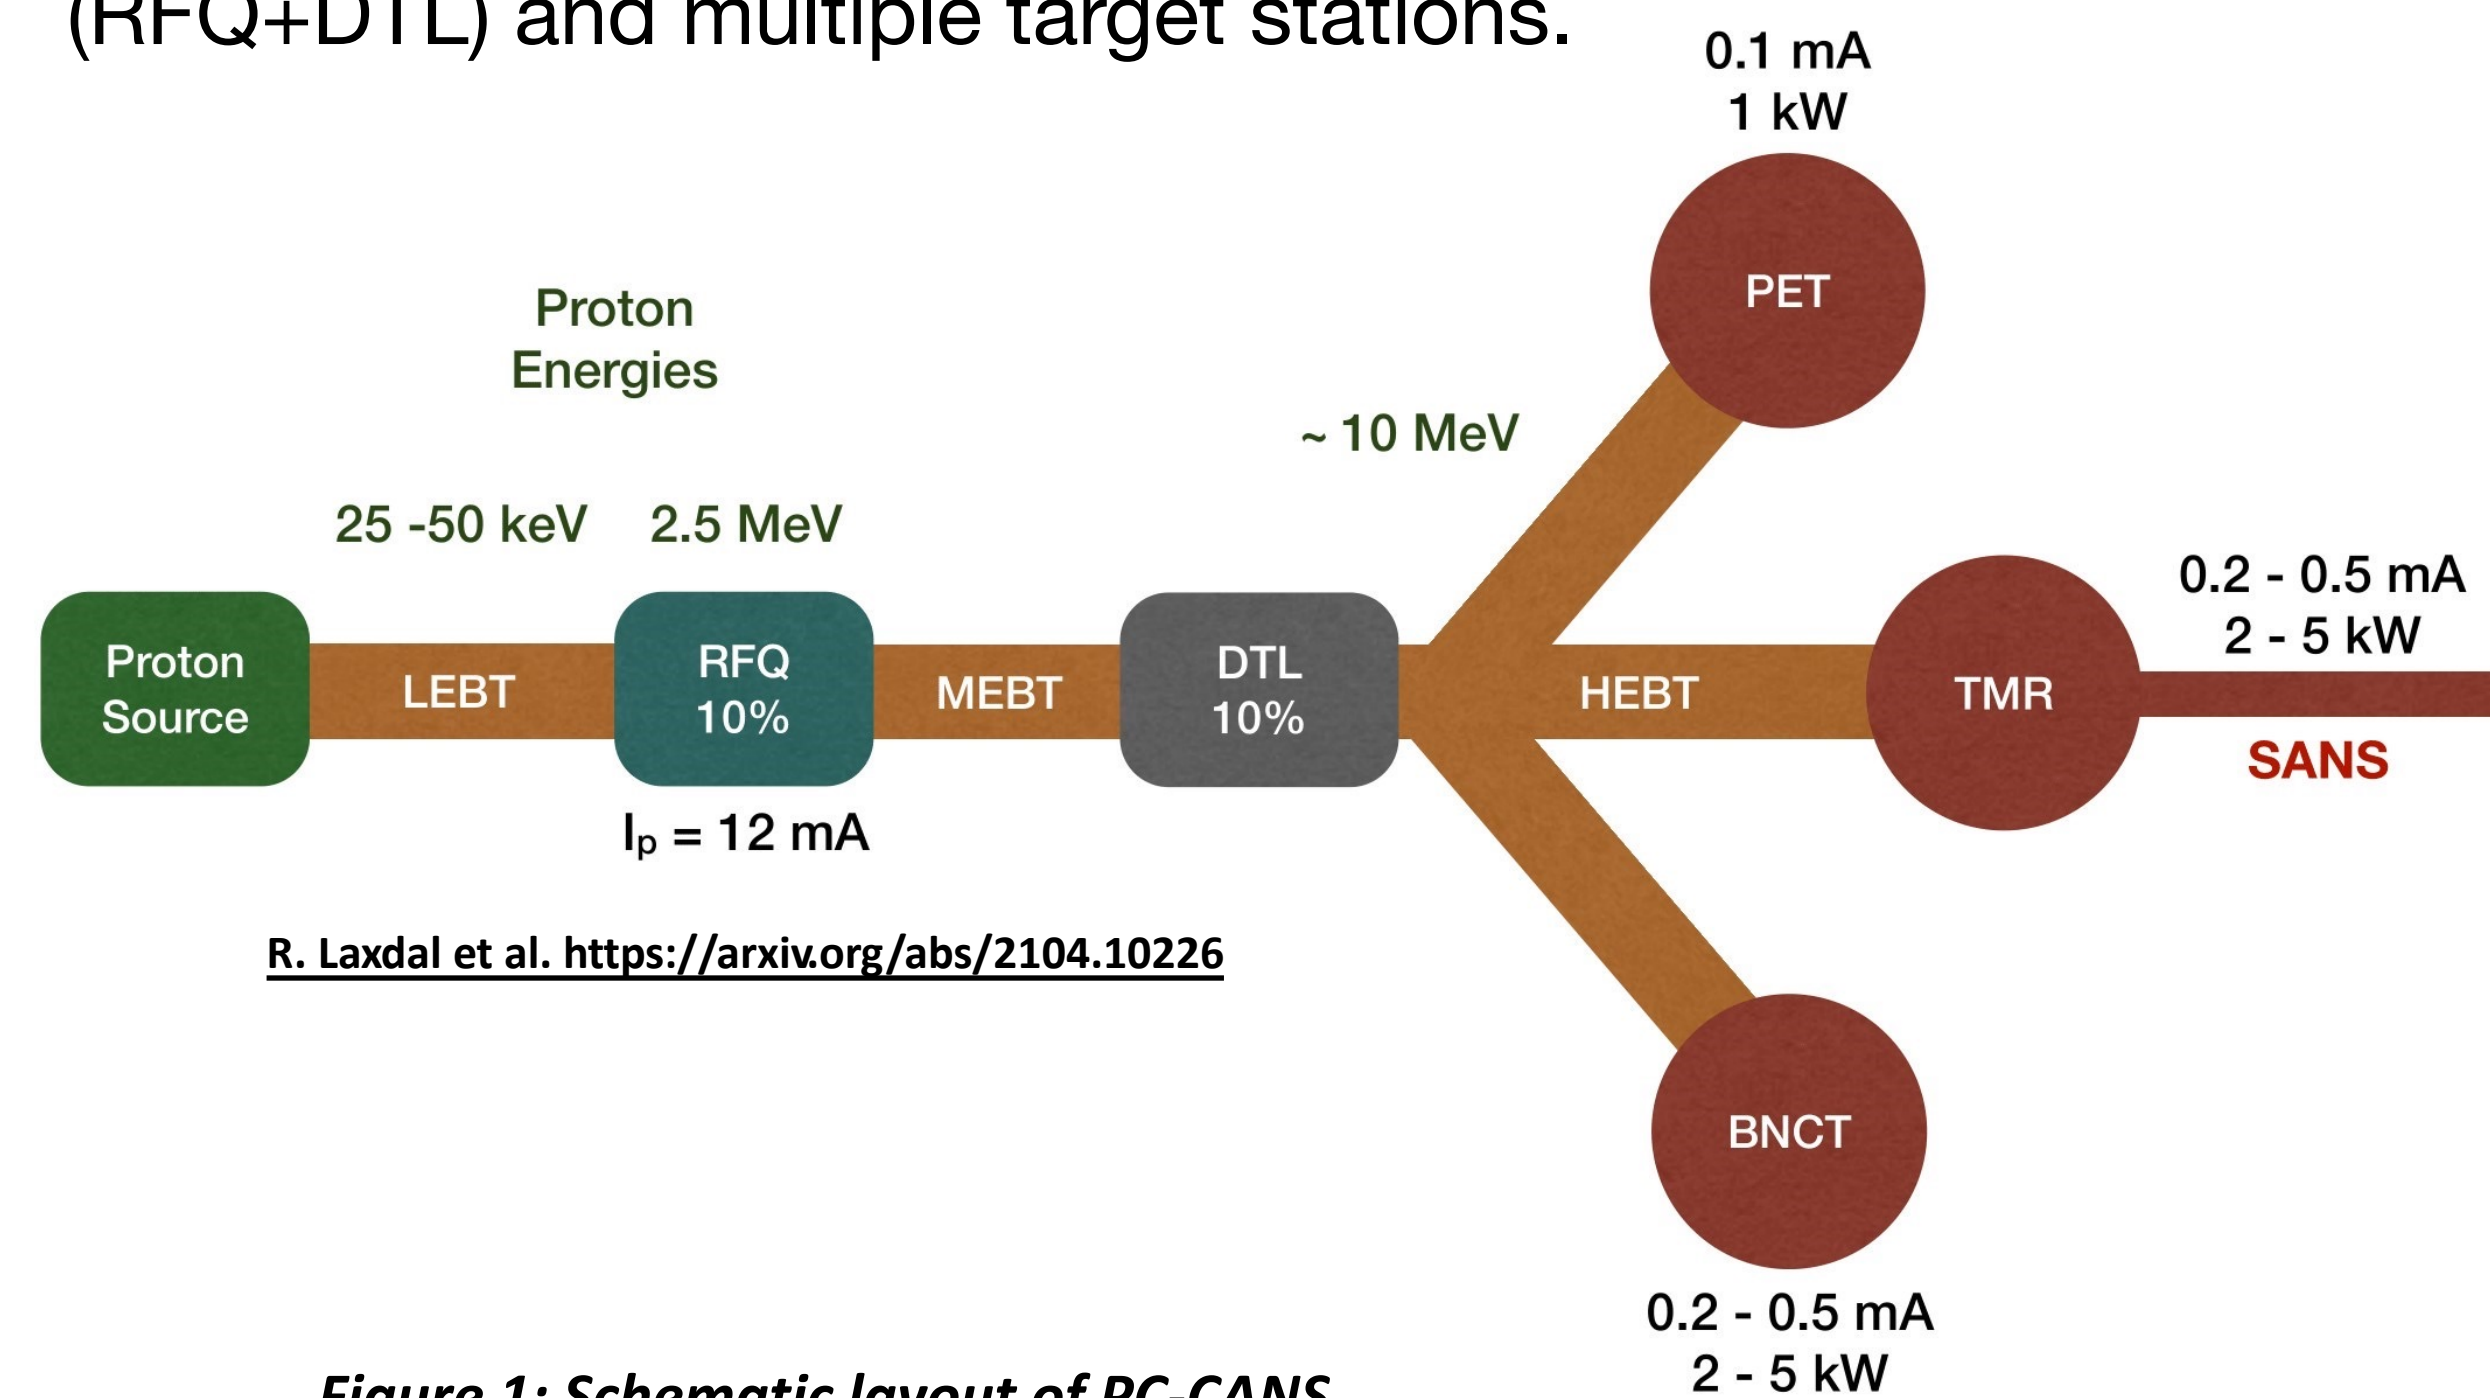 (RFQ+DTL) and multiple target stations.
0.1 mA
1 kW
PET
Proton
Energies
~ 10 MeV
25 -50 keV
2.5 MeV
Proton
Source
LEBT
RFQ
10%
MEBT
DTL
10%
HEBT
TMR
0.2 - 0.5 mA
2 - 5 kW
SANS
Ip = 12 mA
R. Laxdal et al. https://arxiv.org/abs/2104.10226
BNCT
0.2 - 0.5 mA
2 - 5 kW
Figure 1: Schematic layout of PC-CANS